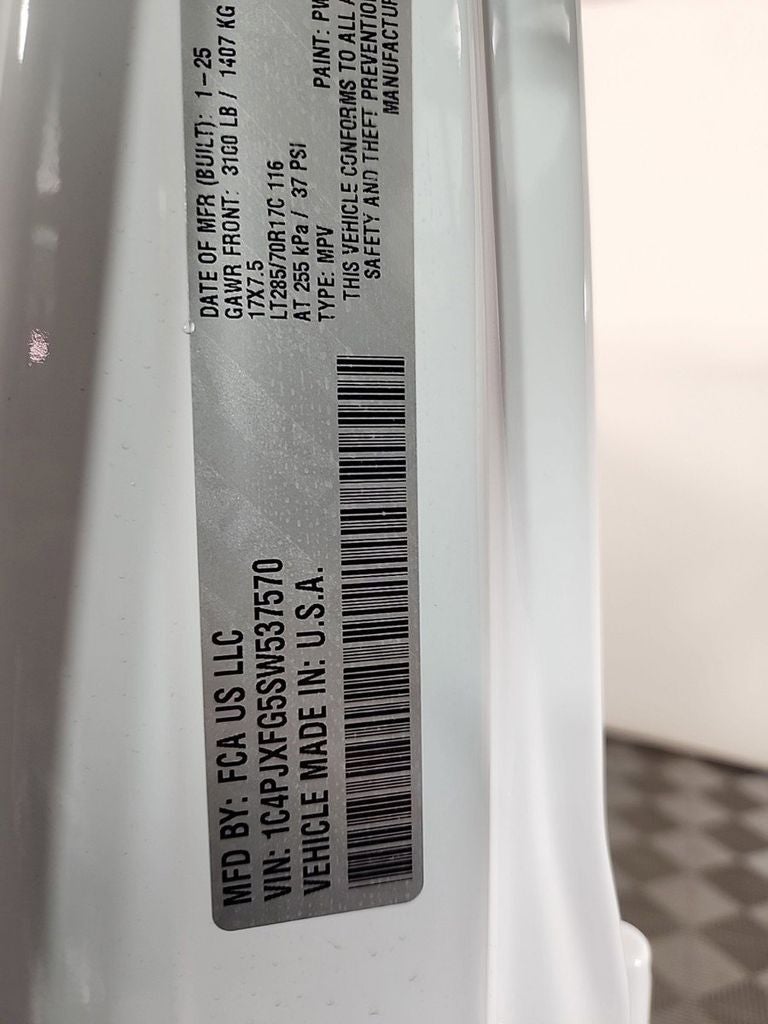 MFD BY: FCA US LLC
VIN: 1C4PJXFG5SW537570
VEHICLE MADE IN: U.S.A.
DATE OF MFR (BUILT): 1-25
GAWR FRONT: 3100 LB / 1407 KG
17X7.5
LT285/70R17C 116
AT 255 kPa / 37 PSI
TYPE: MPV PAINT: PW
THIS VEHICLE CONFORMS TO ALL
SAFETY AND THEFT PREVENTION
MANUFACTUR